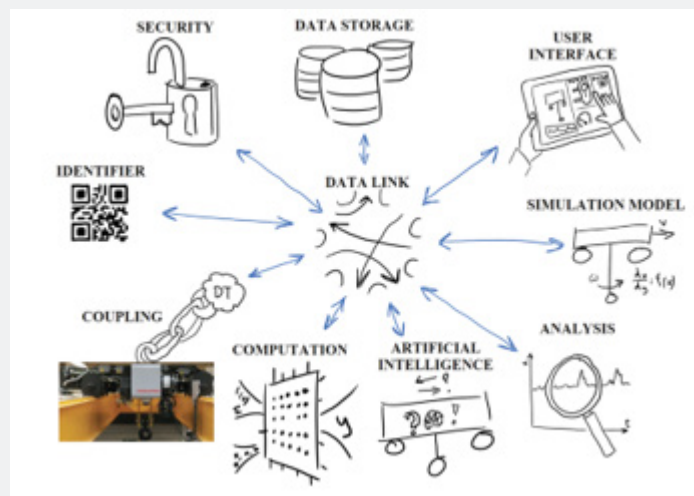 SECURITY
DATA STORAGE
USER
INTERFACE
IDENTIFIER
DATA LINK
SIMULATION MODEL
DT
COUPLING
COMPUTATION
ARTIFICIAL
INTELLIGENCE
ANALYSIS
y